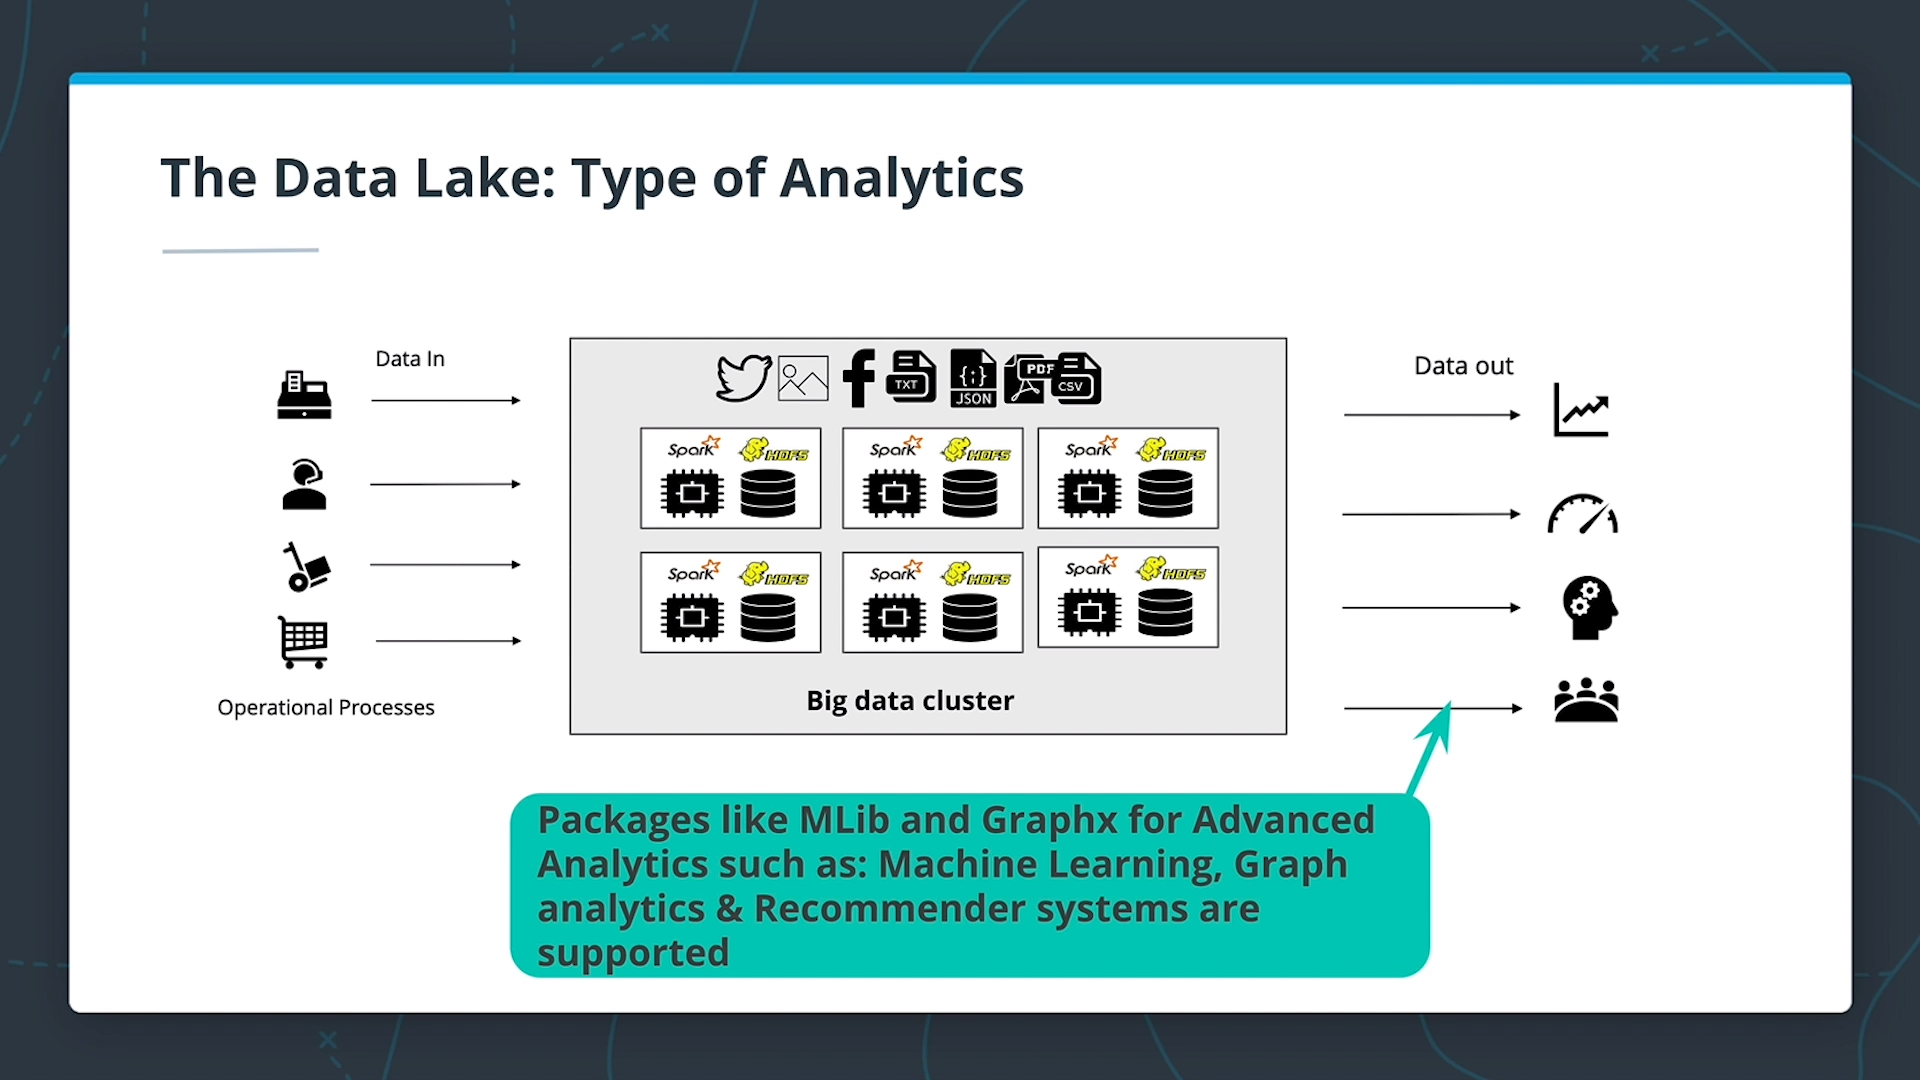 The Data Lake: Type of Analytics
Data In
Data out
TXT
JSON
PDF
CSV
Spark HDFS Spark HDFS Spark HDFS
Spark HDFS Spark HDFS Spark HDFS
Big data cluster
Operational Processes
Packages like MLib and Graphx for Advanced
Analytics such as: Machine Learning, Graph
analytics & Recommender systems are
supported